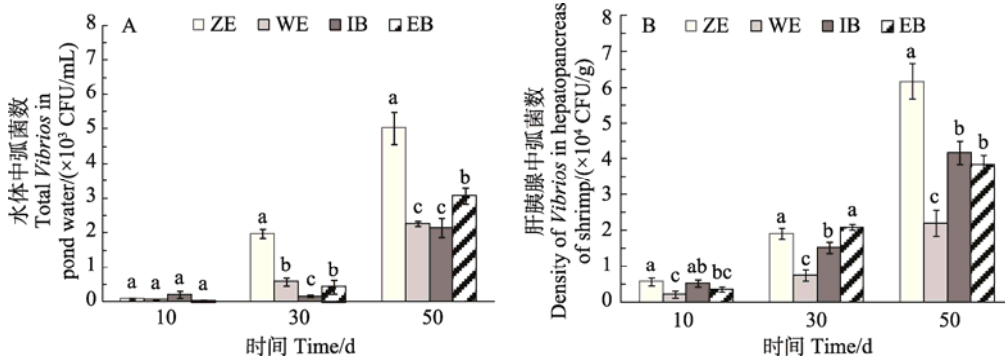 A
ZE WE IB EB
8
7
6
5
4
3
2
1
0
水体中弧菌数
Total Vibrios in
pond water/(×10³ CFU/mL)
a a a a
a b c b
a c c b
10 30 50
时间 Time/d
B
ZE WE IB EB
8
7
6
5
4
3
2
1
0
肝胰腺中弧菌数
Density of Vibrios in hepatopancreas
of shrimp/(×10⁴ CFU/g)
a c ab bc
a c b a
a c b b
10 30 50
时间 Time/d